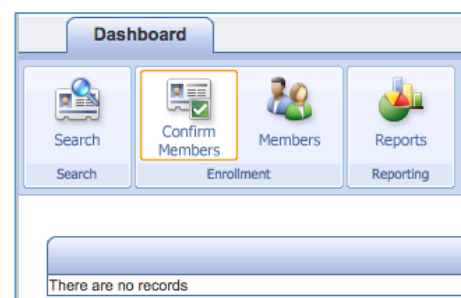 Dashboard
Search
Confirm
Members
Members
Reports
Search
Enrollment
Reporting
There are no records